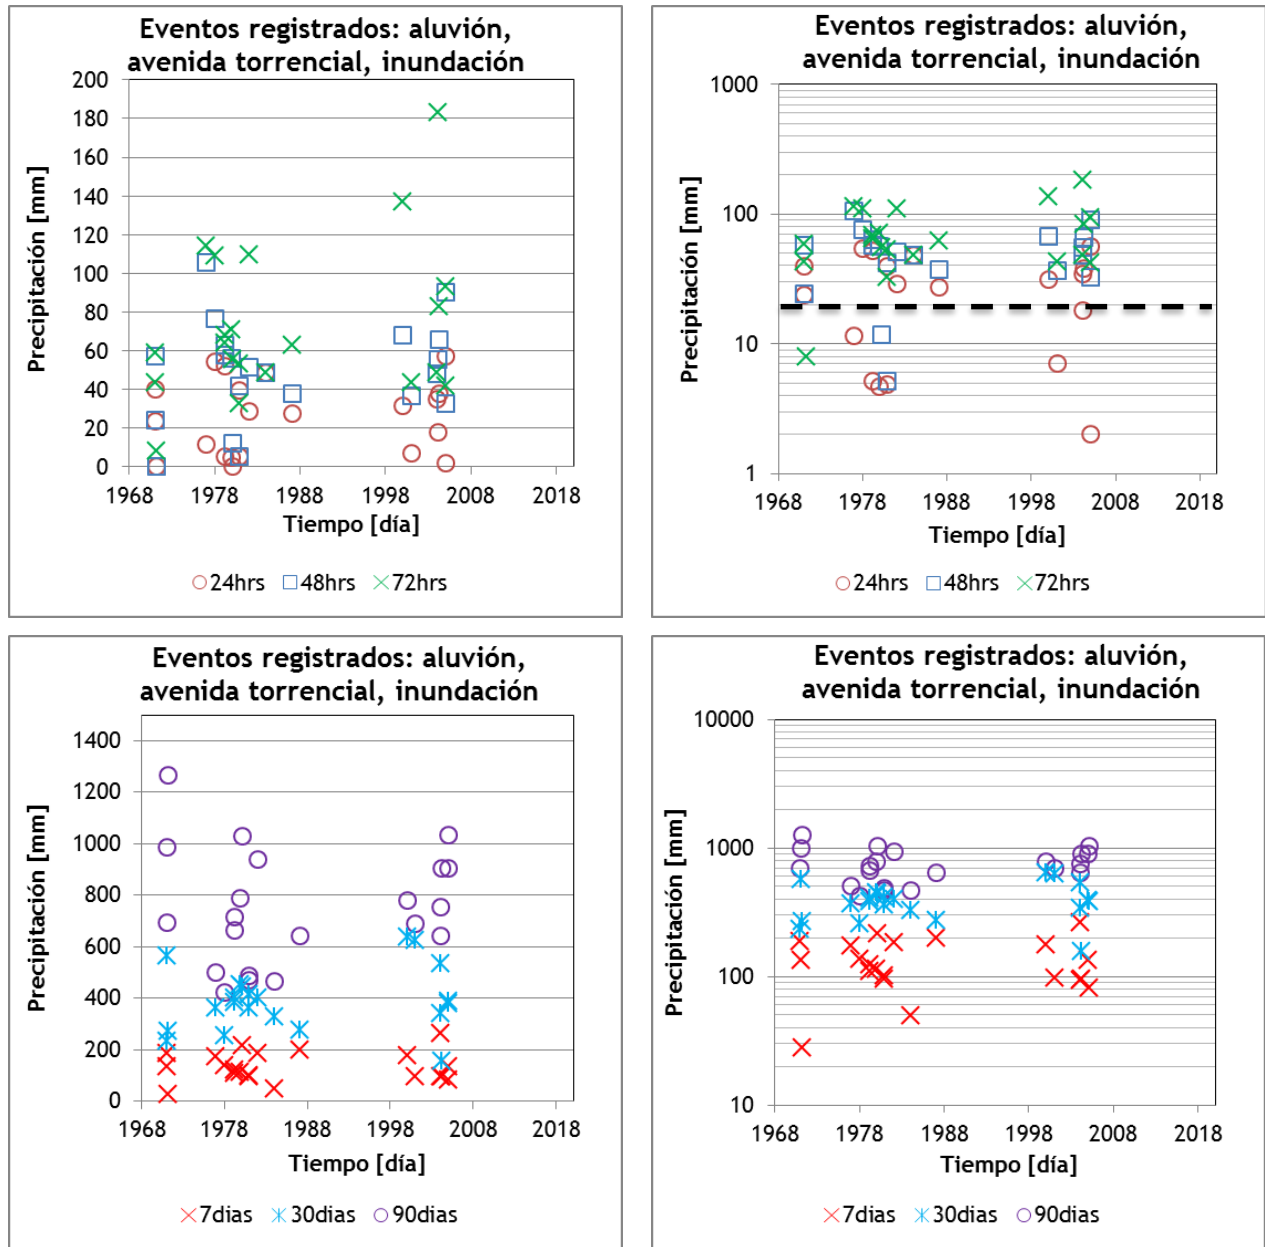 Eventos registrados: aluvión,
avenida torrencial, inundación
Precipitación [mm]
200
180
160
140
120
100
80
60
40
20
0
1968 1978 1988 1998 2008 2018
Tiempo [día]
24hrs 48hrs 72hrs
Eventos registrados: aluvión,
avenida torrencial, inundación
Precipitación [mm]
1000
100
10
1
1968 1978 1988 1998 2008 2018
Tiempo [día]
24hrs 48hrs 72hrs
Eventos registrados: aluvión,
avenida torrencial, inundación
Precipitación [mm]
1400
1200
1000
800
600
400
200
0
1968 1978 1988 1998 2008 2018
Tiempo [día]
7dias 30dias 90dias
Eventos registrados: aluvión,
avenida torrencial, inundación
Precipitación [mm]
10000
1000
100
10
1968 1978 1988 1998 2008 2018
Tiempo [día]
7dias 30dias 90dias